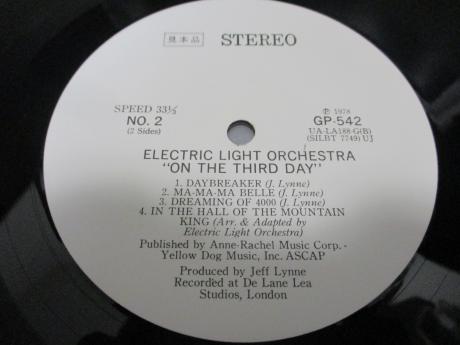 見本品 STEREO
SPEED 33⅓
NO. 2
(2 Sides)
Ⓟ 1978
GP-542
UA-LA188-G(B)
(SILBT 7749) UJ
ELECTRIC LIGHT ORCHESTRA
"ON THE THIRD DAY"
1. DAYBREAKER (J. Lynne)
2. MA-MA-MA BELLE (J. Lynne)
3. DREAMING OF 4000 (J. Lynne)
4. IN THE HALL OF THE MOUNTAIN
KING (Arr. & Adapted by
Electric Light Orchestra)
Published by Anne-Rachel Music Corp. -
Yellow Dog Music, Inc. ASCAP
Produced by Jeff Lynne
Recorded at De Lane Lea
Studios, London